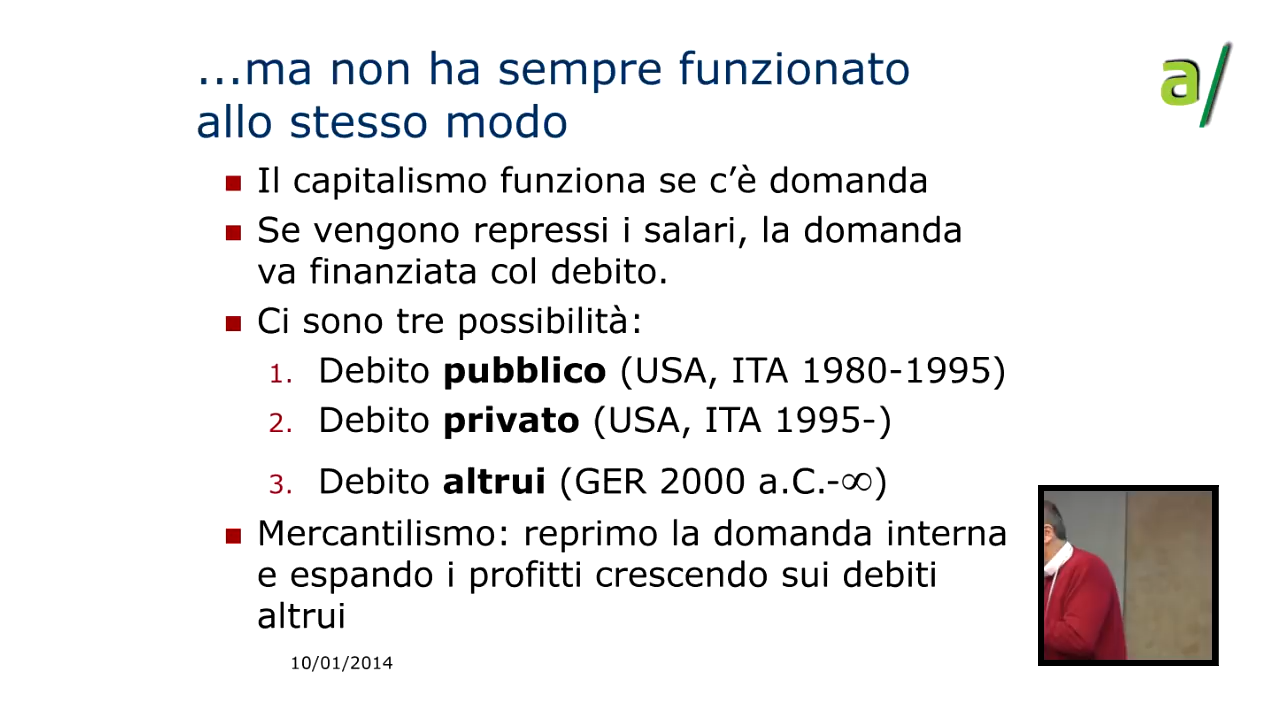 ...ma non ha sempre funzionato
allo stesso modo
a/
Il capitalismo funziona se c’è domanda
Se vengono repressi i salari, la domanda
va finanziata col debito.
Ci sono tre possibilità:
1. Debito pubblico (USA, ITA 1980-1995)
2. Debito privato (USA, ITA 1995-)
3. Debito altrui (GER 2000 a.C.-∞)
Mercantilismo: reprimo la domanda interna
e espando i profitti crescendo sui debiti
altrui
10/01/2014